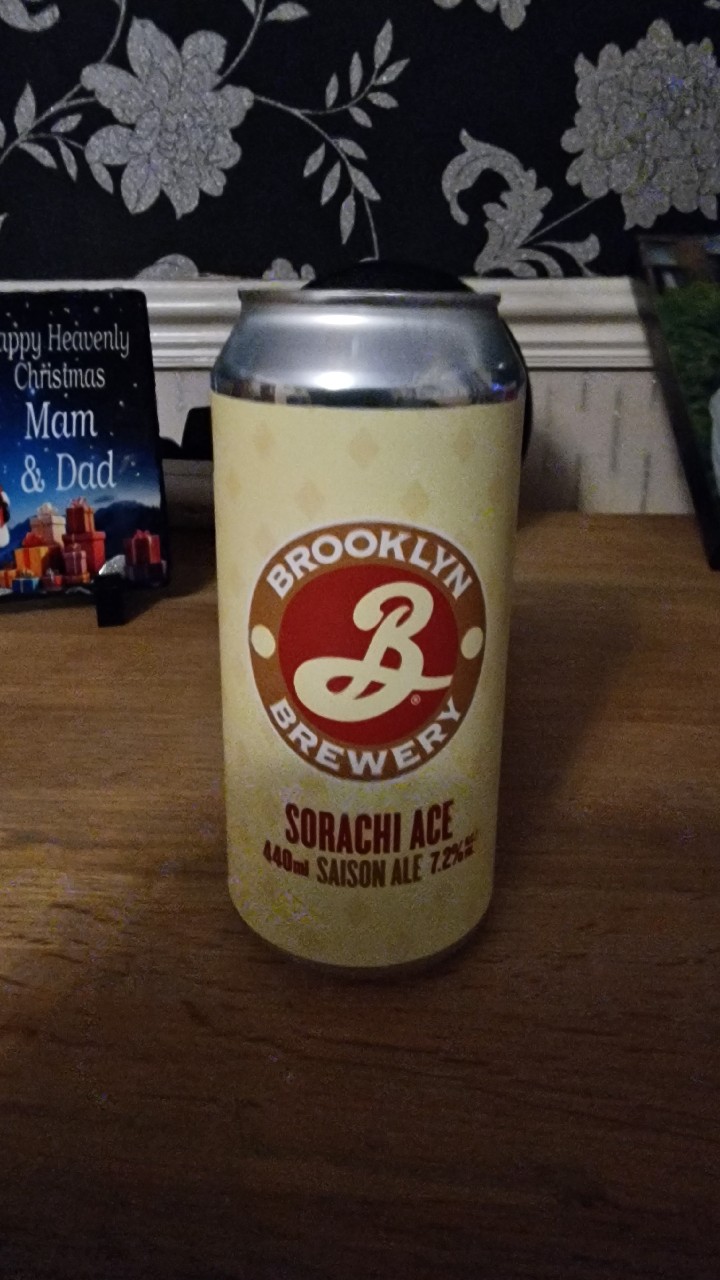 appy Heavenly
Christmas
Mam
& Dad
BROOKLYN
B®
BREWERY
SORACHI ACE
440ml SAISON ALE 7.2%